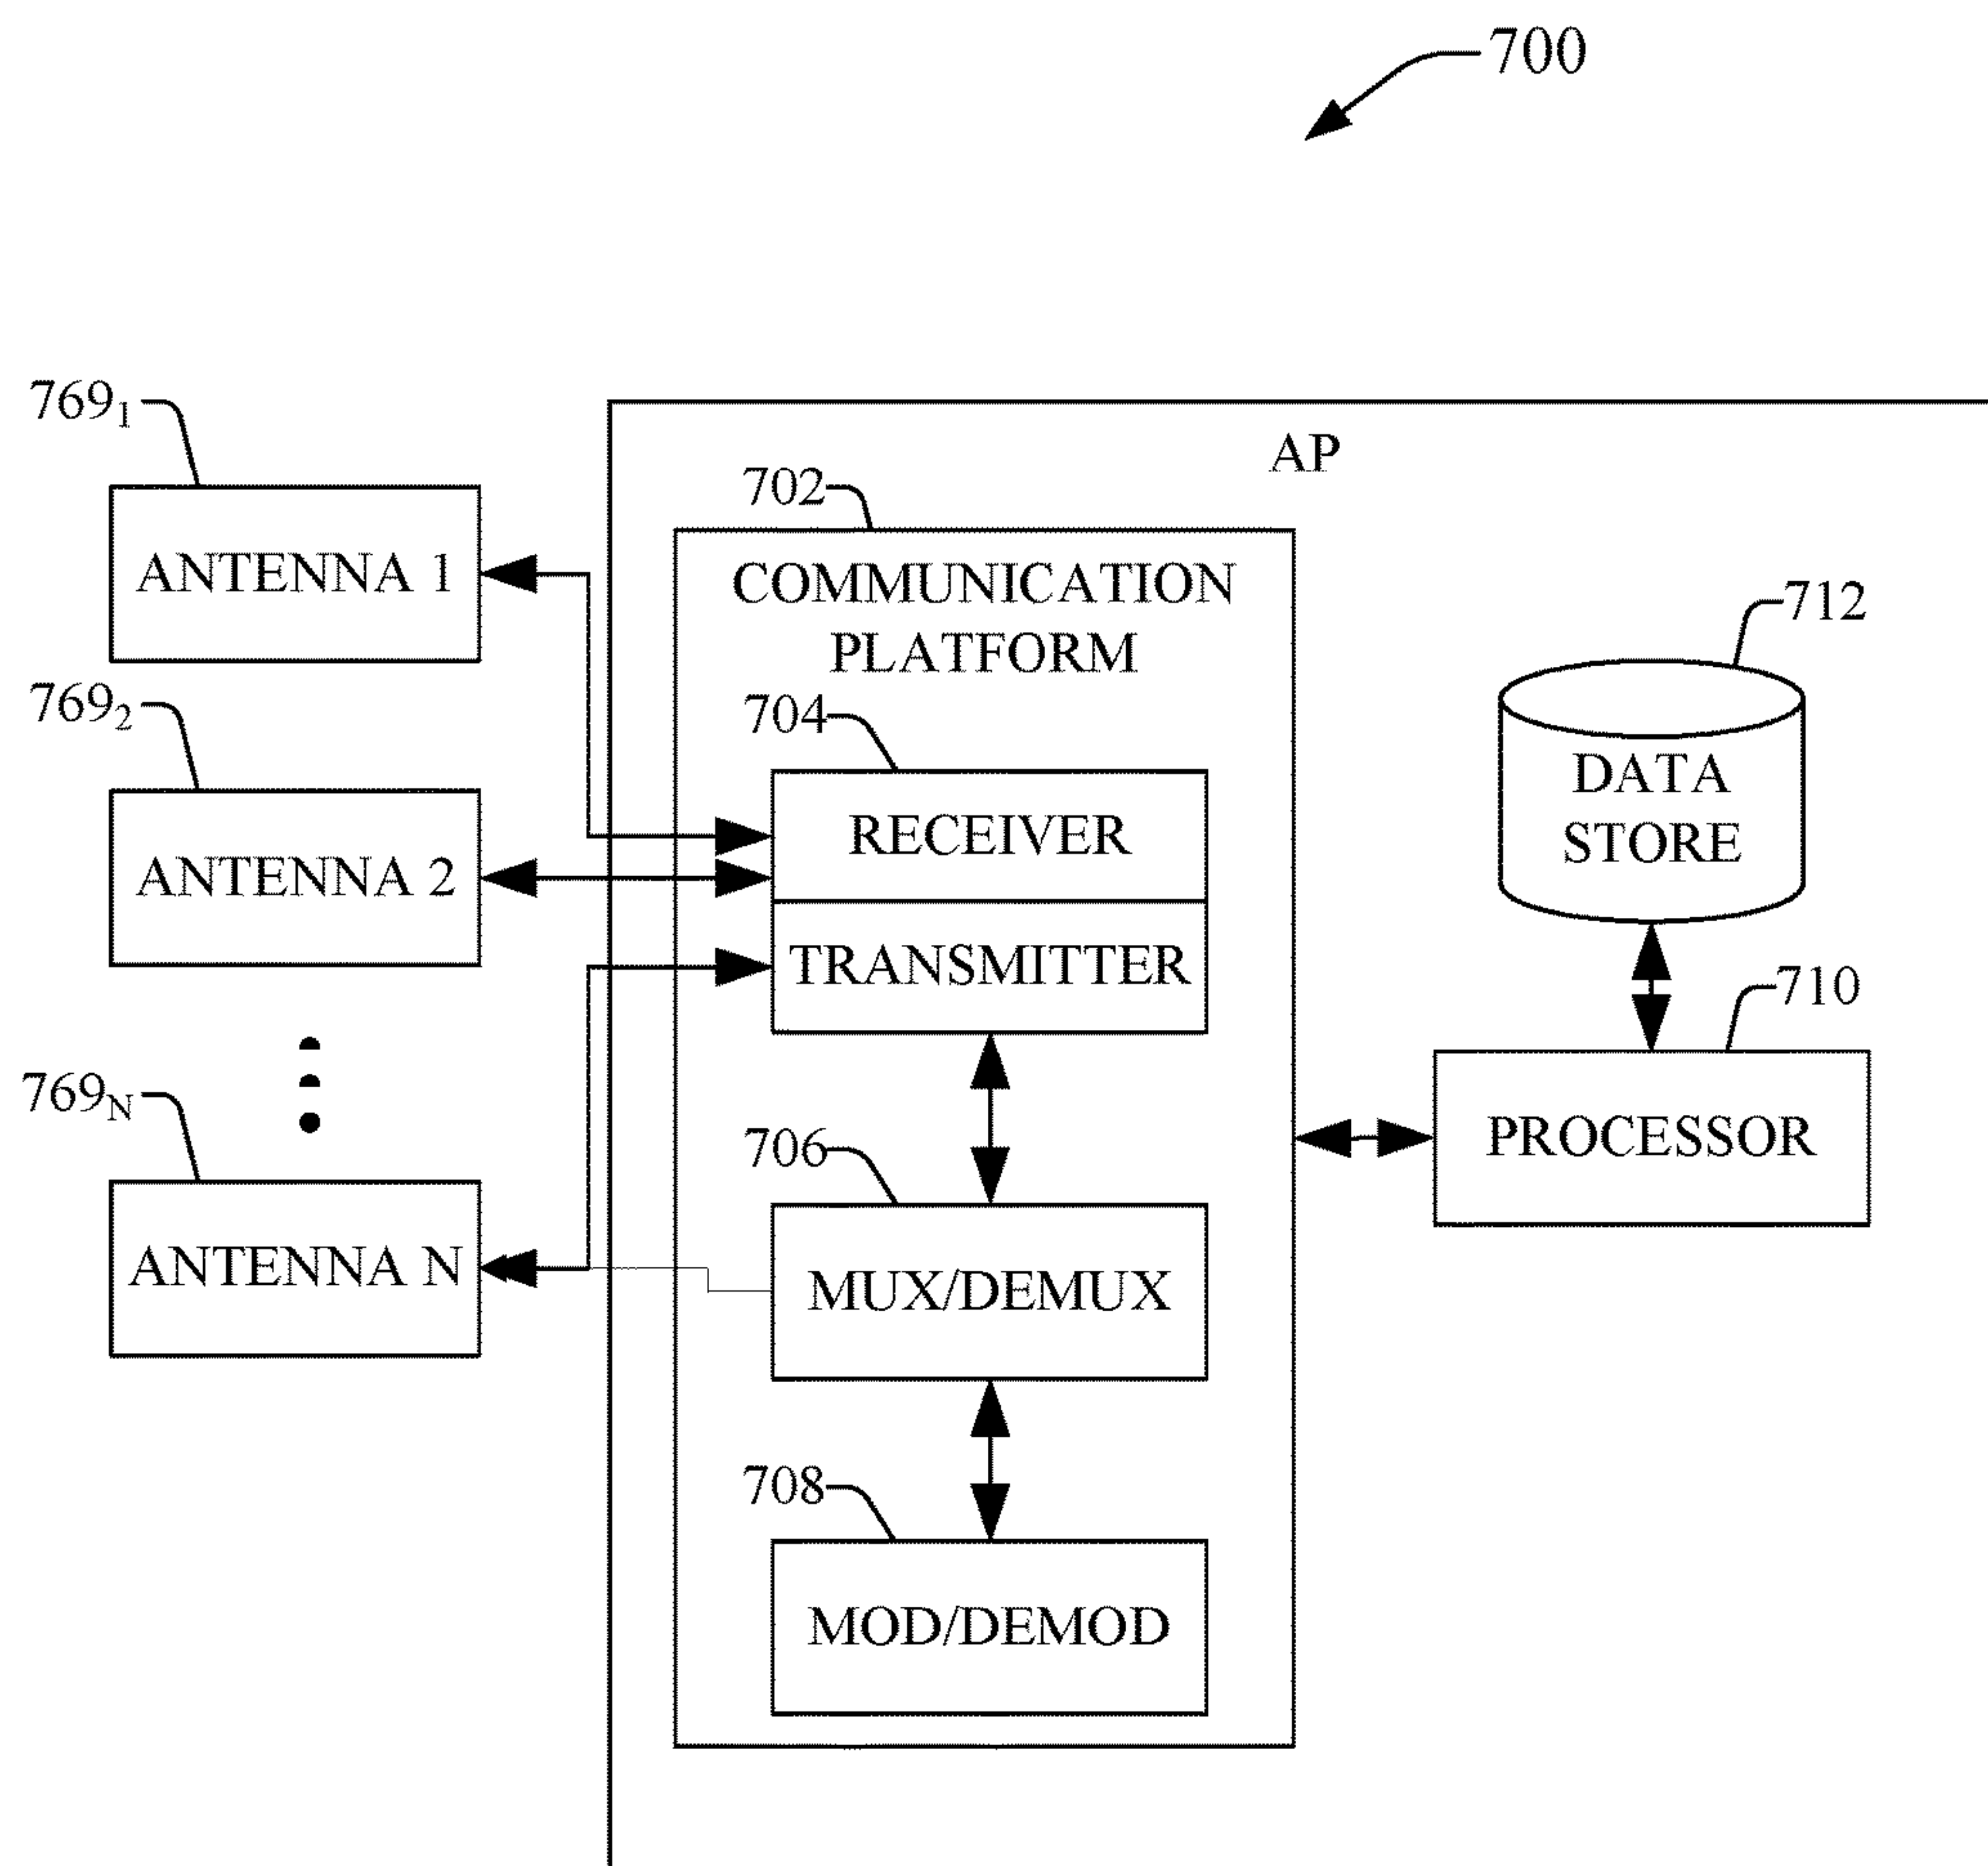 700
769₁
AP
702
ANTENNA 1
COMMUNICATION
PLATFORM
712
769₂
704
DATA
STORE
RECEIVER
ANTENNA 2
TRANSMITTER
710
769ₙ
706
PROCESSOR
ANTENNA N
MUX/DEMUX
708
MOD/DEMOD